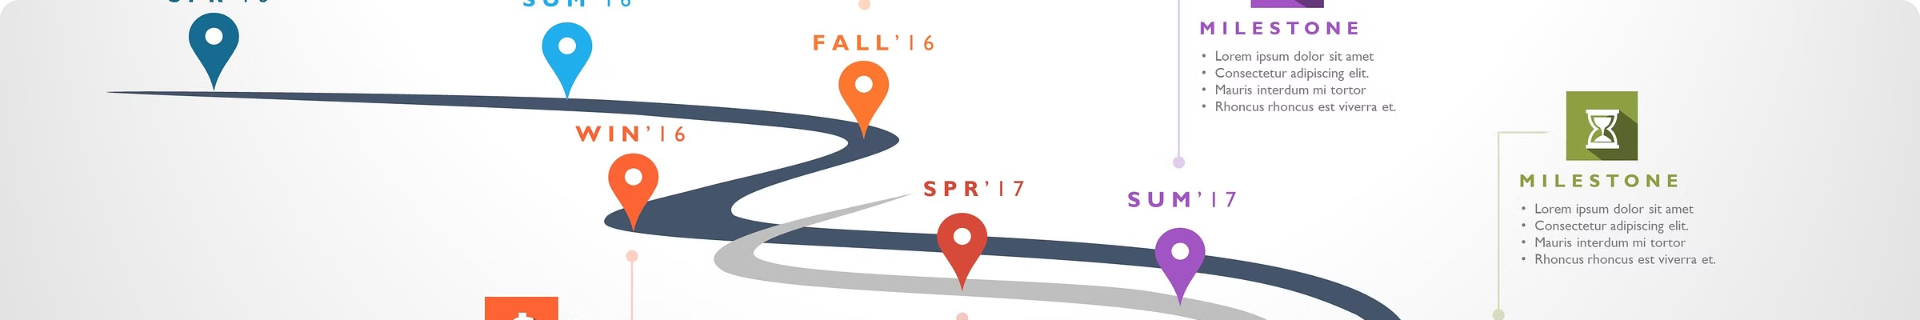 SUM'16
FALL'16
MILESTONE
• Lorem ipsum dolor sit amet
• Consectetur adipiscing elit.
• Mauris interdum mi tortor
• Rhoncus rhoncus est viverra et.
WIN'16
SPR'17
SUM'17
MILESTONE
• Lorem ipsum dolor sit amet
• Consectetur adipiscing elit.
• Mauris interdum mi tortor
• Rhoncus rhoncus est viverra et.